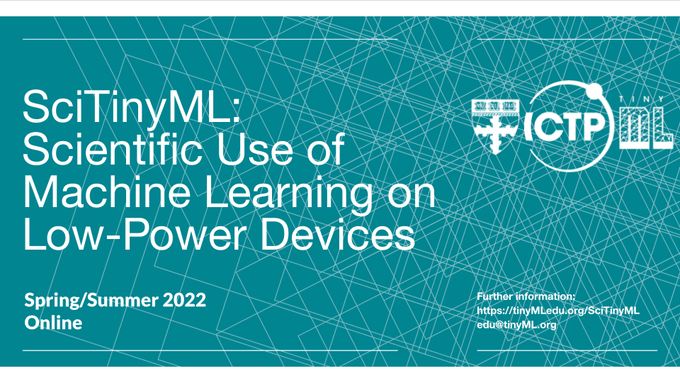 SciTinyML:
Scientific Use of
Machine Learning on
Low-Power Devices
ICTP
TINY
ML
Spring/Summer 2022
Online
Further information:
https://tinyMLedu.org/SciTinyML
edu@tinyML.org